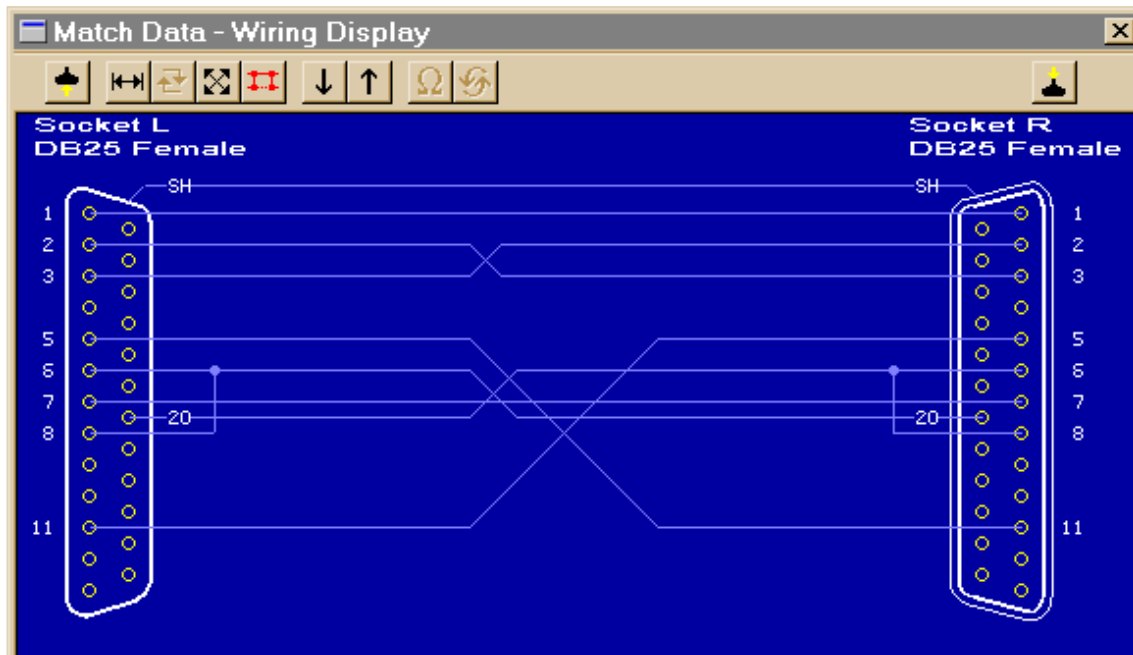 Match Data - Wiring Display
Socket L
DB25 Female
Socket R
DB25 Female
SH SH
1 1
2 2
3 3
5 5
6 6
7 7
20 20
8 8
11 11